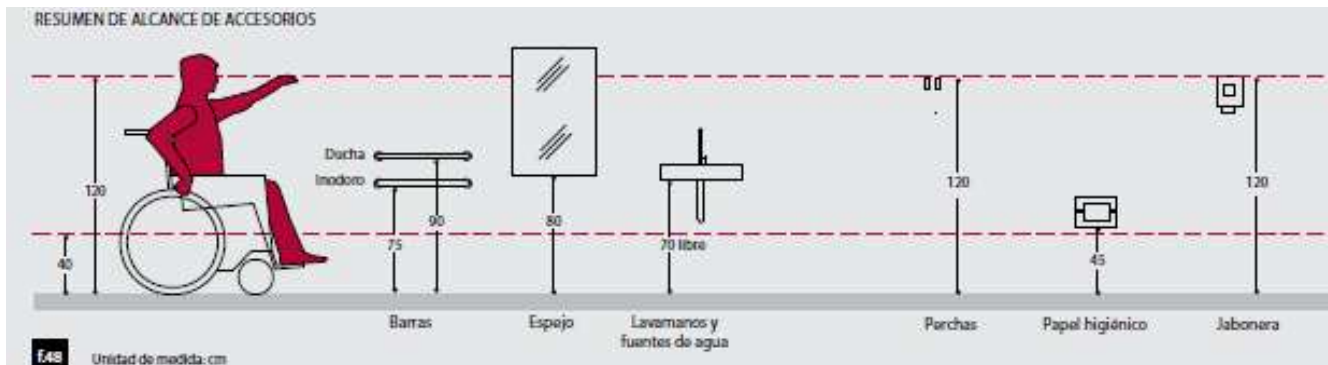 RESUMEN DE ALCANCE DE ACCESORIOS
Ducha
Inodoro
120
90
80
120
120
75
70 libre
40
45
Barras
Espejo
Lavamanos y
fuentes de agua
Perchas
Papel higiénico
Jabonera
f.48
Unidad de medida: cm